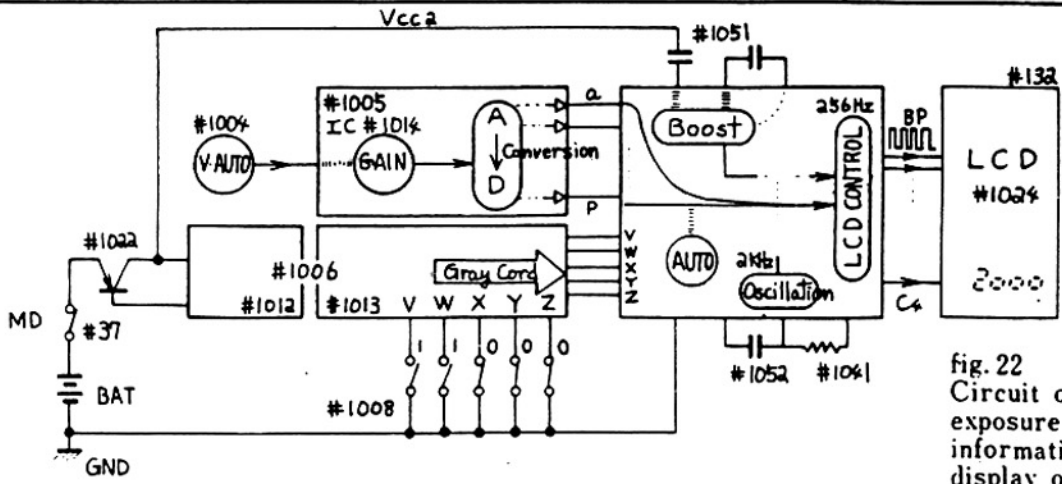 Vcc2
#1051
#132
#1005
IC #1014
#1004
V-AUTO
GAIN
A
D
Conversion
a
P
Boost
256Hz
LCD CONTROL
BP
LCD
#1024
2000
C4
AUTO
2KHz
Oscillation
#1022
#1006
#1012
#1013
Gray Cord
V
W
X
Y
Z
V W X Y Z
1 1 0 0 0
MD
#37
BAT
GND
#1008
#1052
#1041
fig. 22
Circuit o
exposure
informati
display o